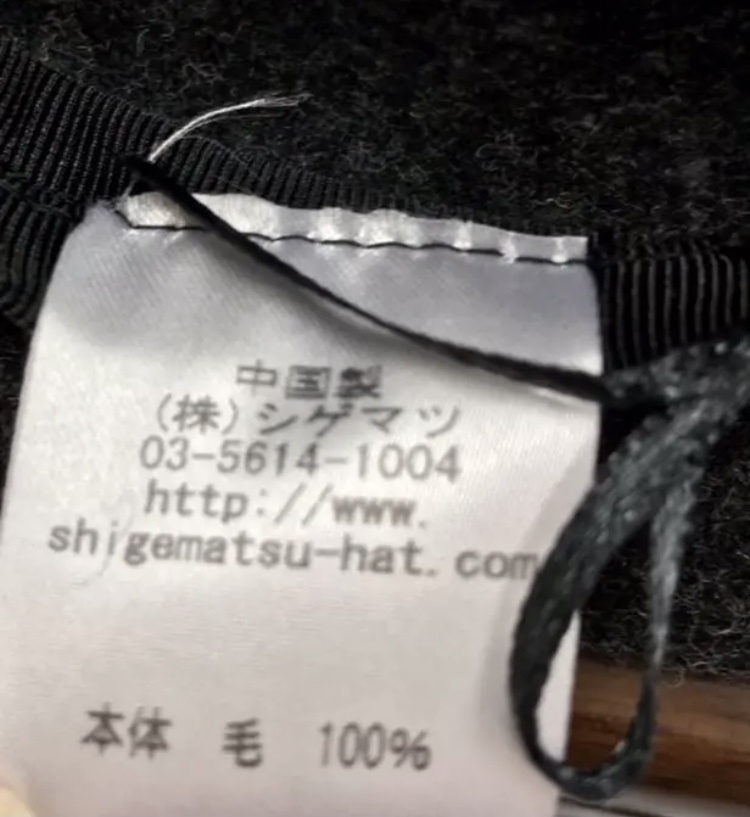 中国製
(株)シゲマツ
03-5614-1004
http://www.
shigematsu-hat.com
本体 毛 100%